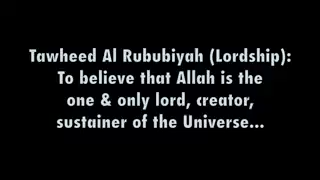 Tawheed Al Rububiyah (Lordship):
To believe that Allah is the
one & only lord, creator,
sustainer of the Universe...